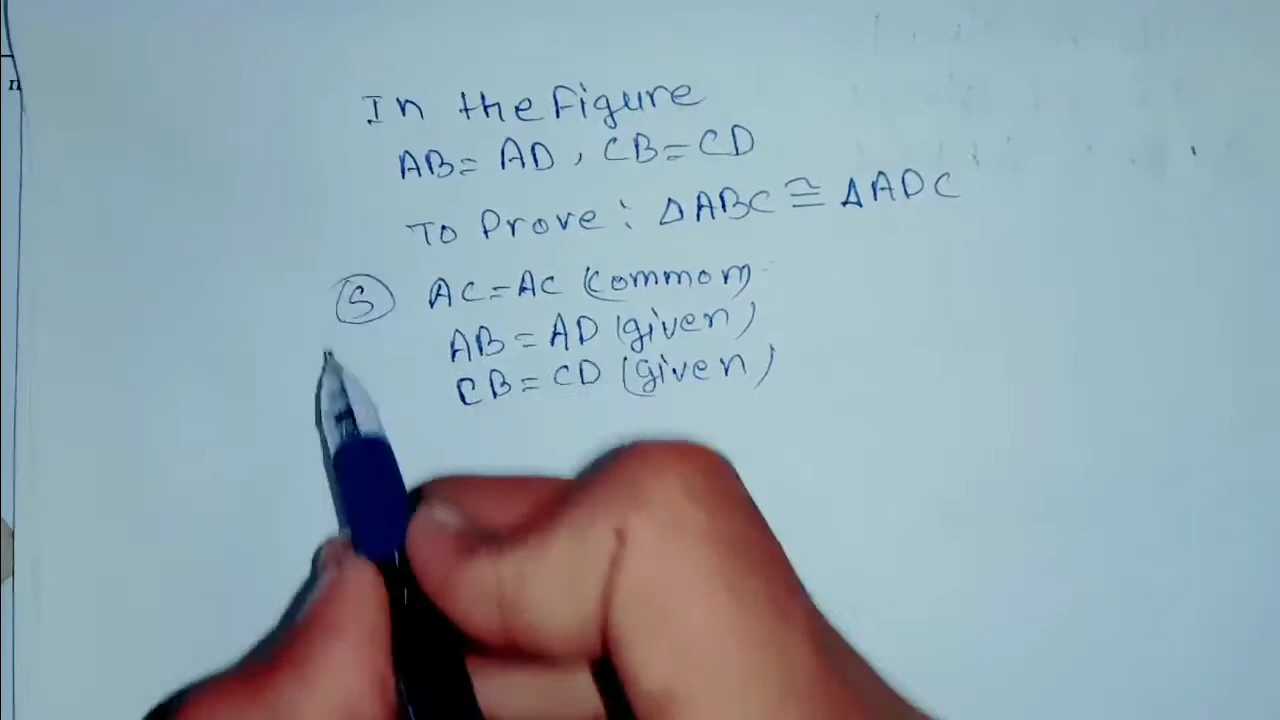 n
In the Figure
AB = AD, CB = CD
To Prove: ΔABC ≅ ΔADC
S AC = AC (common)
AB = AD (given)
CB = CD (given)